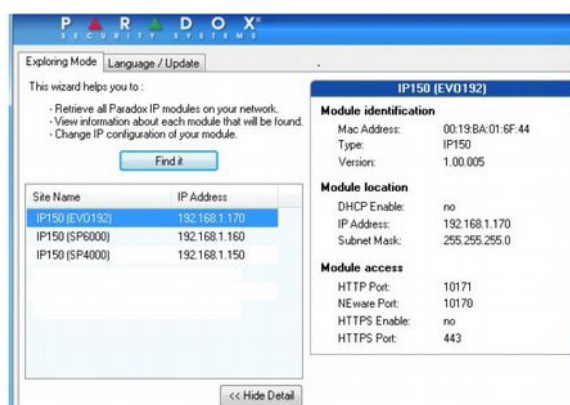 PARADOX
SECURITY SYSTEMS
Exploring Mode
Language / Update
This wizard helps you to :
- Retrieve all Paradox IP modules on your network.
- View information about each module that will be found.
- Change IP configuration of your module.
Find it
Site Name IP Address
IP150 (EVO192) 192.168.1.170
IP150 (SP6000) 192.168.1.160
IP150 (SP4000) 192.168.1.150
<< Hide Detail
IP150 (EVO192)
Module identification
Mac Address: 00:19:BA:01:6F:44
Type: IP150
Version: 1.00.005
Module location
DHCP Enable: no
IP Address: 192.168.1.170
Subnet Mask: 255.255.255.0
Module access
HTTP Port: 10171
NEware Port: 10170
HTTPS Enable: no
HTTPS Port: 443